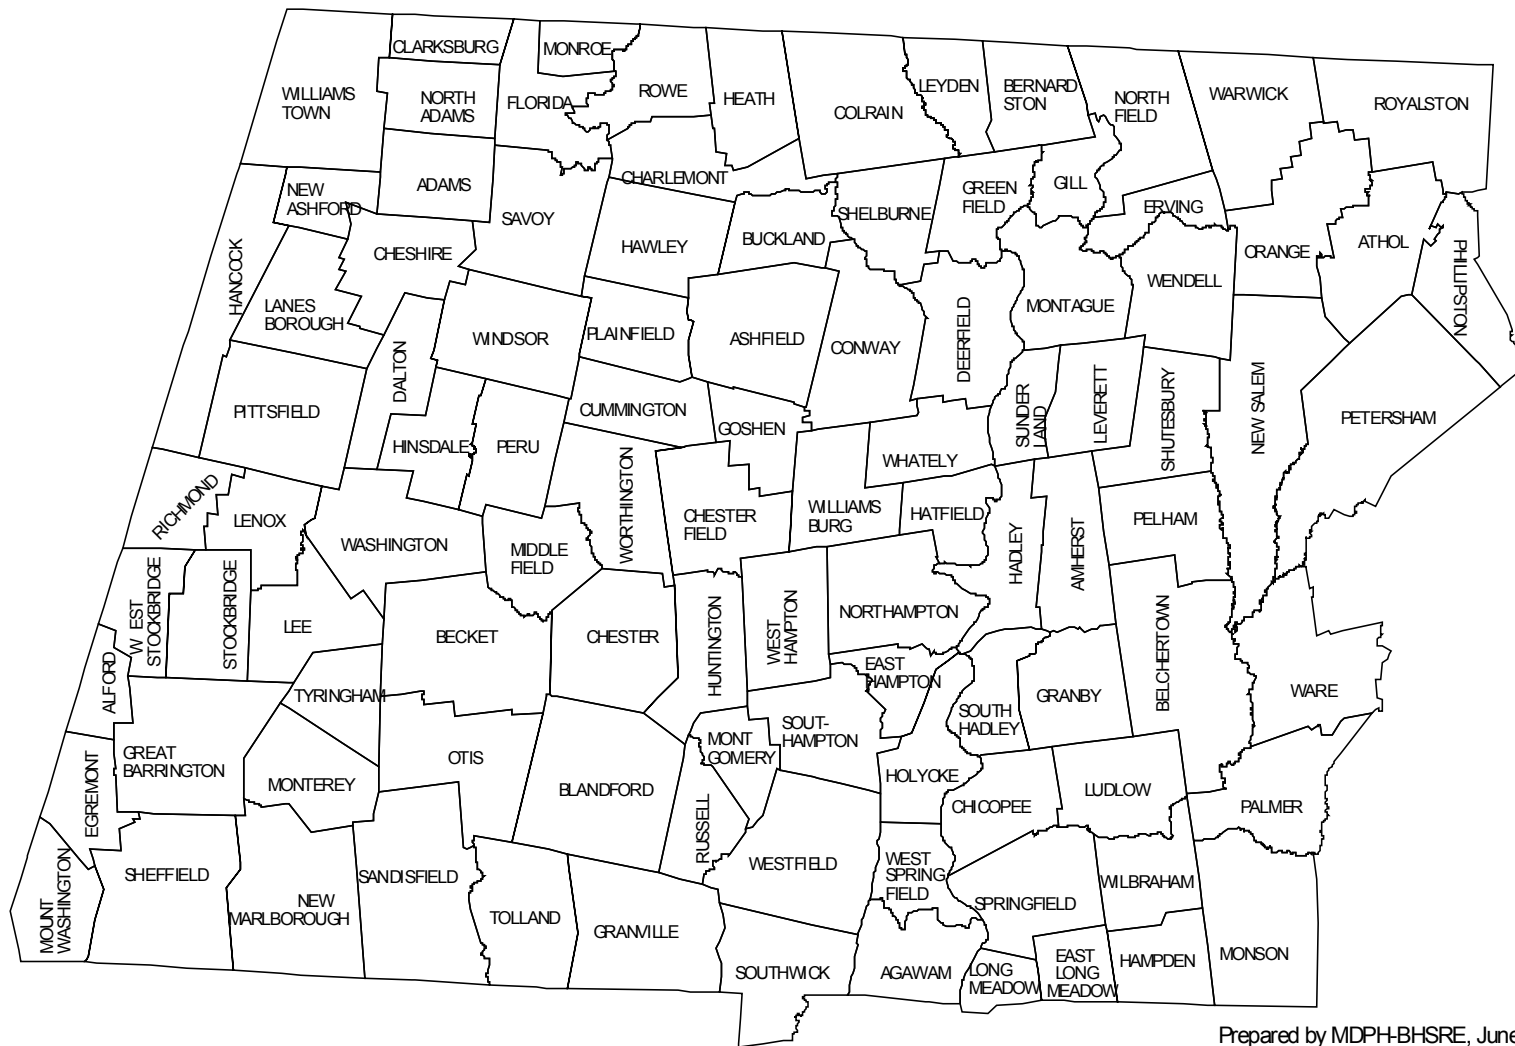 CLARKSBURG
MONROE
WILLIAMS
TOWN
NORTH
ADAMS
FLORIDA
ROWE
HEATH
COLRAIN
LEYDEN
BERNARD
STON
NORTH
FIELD
WARWICK
ROYALSTON
NEW
ASHFORD
ADAMS
SAVOY
CHARLEMONT
HAWLEY
BUCKLAND
SHELBURNE
GREEN
FIELD
GILL
ERVING
ORANGE
ATHOL
PHILLIPSTON
HANCOCK
CHESHIRE
LANES
BOROUGH
DALTON
WINDSOR
PLAINFIELD
ASHFIELD
CONWAY
DEERFIELD
MONTAGUE
WENDELL
PITTSFIELD
HINSDALE
PERU
CUMMINGTON
GOSHEN
WHATELY
SUNDER
LAND
LEVERETT
SHUTESBURY
NEW SALEM
PETERSHAM
RICHMOND
LENOX
WASHINGTON
MIDDLE
FIELD
WORTHINGTON
CHESTER
FIELD
WILLIAMS
BURG
HATFIELD
HADLEY
AMHERST
PELHAM
W EST
STOCKBRIDGE
STOCKBRIDGE
LEE
BECKET
CHESTER
HUNTINGTON
WEST
HAMPTON
NORTHAMPTON
EAST
HAMPTON
BELCHERTOWN
WARE
ALFORD
TYRINGHAM
GREAT
BARRINGTON
MONTEREY
OTIS
BLANDFORD
MONT
GOMERY
SOUT-
HAMPTON
SOUTH
HADLEY
GRANBY
HOLYOKE
CHICOPEE
LUDLOW
PALMER
EGREMONT
MOUNT
WASHINGTON
SHEFFIELD
NEW
MARLBOROUGH
SANDISFIELD
TOLLAND
GRANVILLE
RUSSELL
WESTFIELD
WEST
SPRING
FIELD
SPRINGFIELD
WILBRAHAM
SOUTHWICK
AGAWAM
LONG
MEADOW
EAST
LONG
MEADOW
HAMPDEN
MONSON
Prepared by MDPH-BHSRE, June